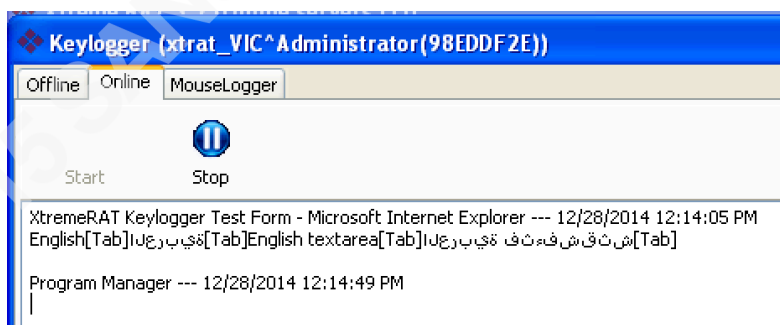 Keylogger (xtrat_VIC^Administrator(98EDDF2E))
Offline Online MouseLogger
Start Stop
XtremeRAT Keylogger Test Form - Microsoft Internet Explorer --- 12/28/2014 12:14:05 PM
English[Tab]العربية[Tab]English textarea[Tab]العربية فثءفشقثش[Tab]
Program Manager --- 12/28/2014 12:14:49 PM